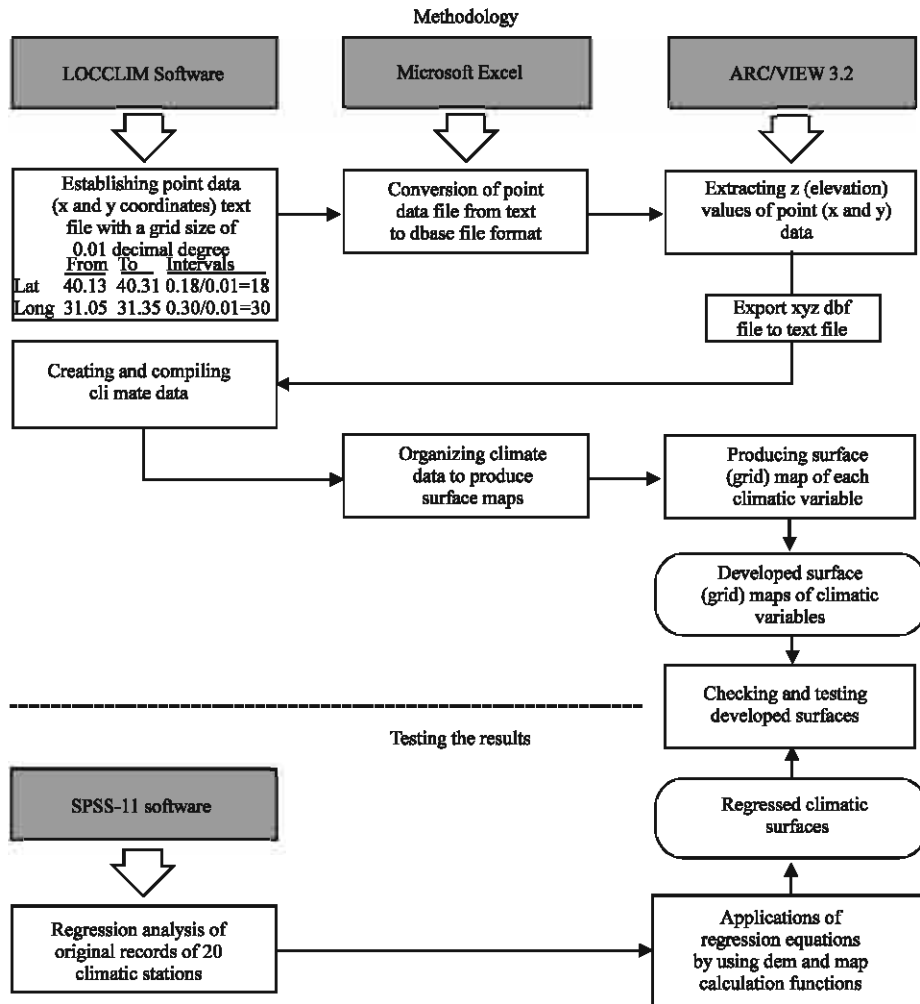 Methodology
LOCCLIM Software
Microsoft Excel
ARC/VIEW 3.2
Establishing point data
(x and y coordinates) text
file with a grid size of
0.01 decimal degree
From To Intervals
Lat 40.13 40.31 0.18/0.01=18
Long 31.05 31.35 0.30/0.01=30
Conversion of point
data file from text
to dbase file format
Extracting z (elevation)
values of point (x and y)
data
Export xyz dbf
file to text file
Creating and compiling
cli mate data
Organizing climate
data to produce
surface maps
Producing surface
(grid) map of each
climatic variable
Developed surface
(grid) maps of climatic
variables
Checking and testing
developed surfaces
Testing the results
SPSS-11 software
Regressed climatic
surfaces
Regression analysis of
original records of 20
climatic stations
Applications of
regression equations
by using dem and map
calculation functions